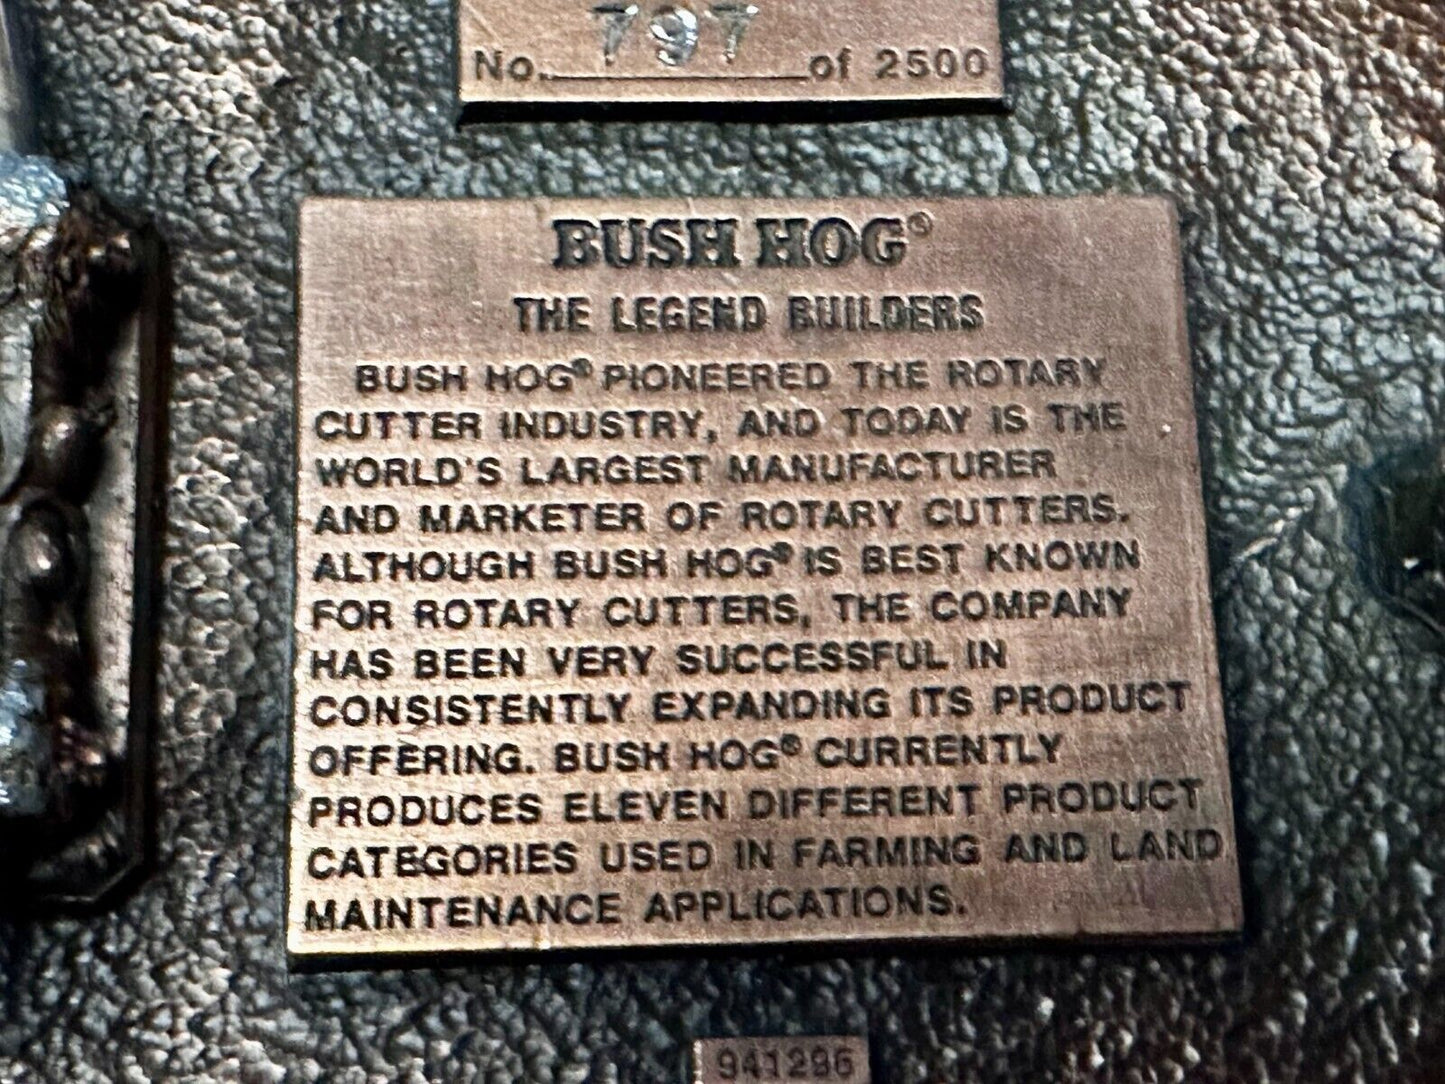 No. 797 of 2500
BUSH HOG®
THE LEGEND BUILDERS
BUSH HOG® PIONEERED THE ROTARY
CUTTER INDUSTRY, AND TODAY IS THE
WORLD'S LARGEST MANUFACTURER
AND MARKETER OF ROTARY CUTTERS.
ALTHOUGH BUSH HOG® IS BEST KNOWN
FOR ROTARY CUTTERS, THE COMPANY
HAS BEEN VERY SUCCESSFUL IN
CONSISTENTLY EXPANDING ITS PRODUCT
OFFERING. BUSH HOG® CURRENTLY
PRODUCES ELEVEN DIFFERENT PRODUCT
CATEGORIES USED IN FARMING AND LAND
MAINTENANCE APPLICATIONS.
941296